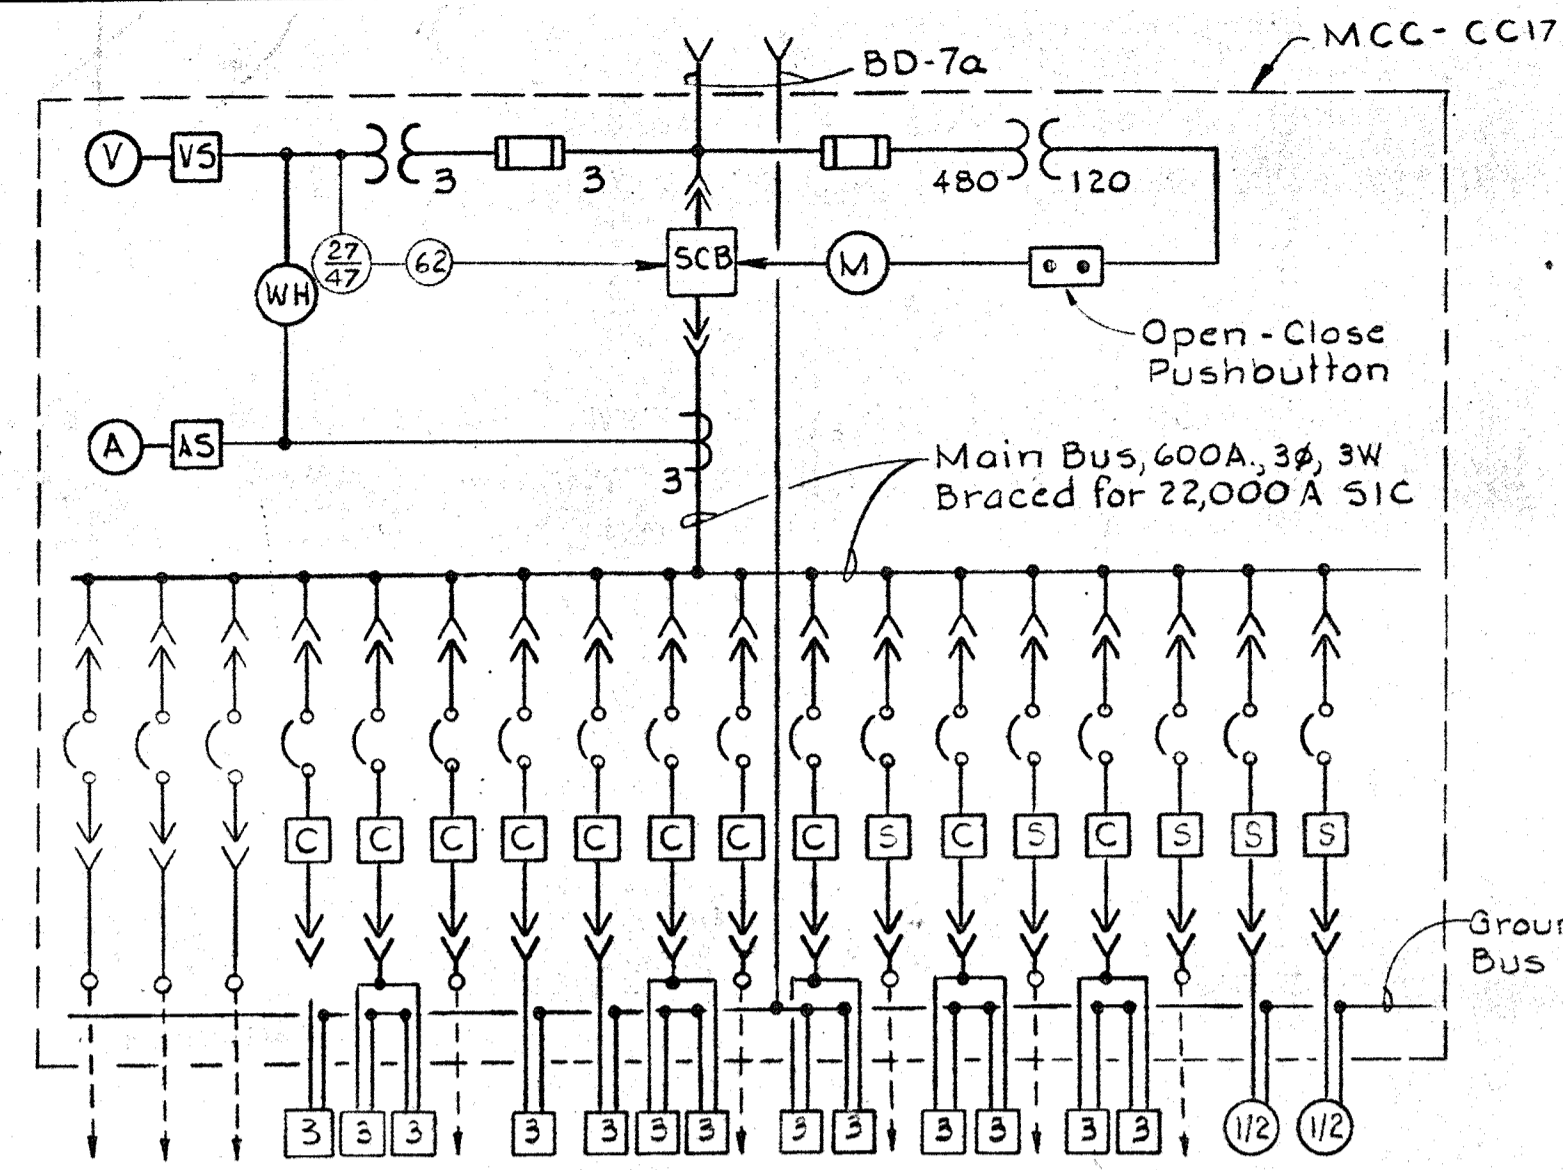 MCC- CC17
BD-7a
V VS 3 3 480 120
27
47
62 SCB M
WH
Open - Close
Pushbutton
A AS
3
Main Bus, 600A., 3ø, 3W
Braced for 22,000 A SIC
C C C C C C C C S C S C S S S
Groun
Bus
3 3 3 3 3 3 3 3 3 3 3 3 3 1/2 1/2